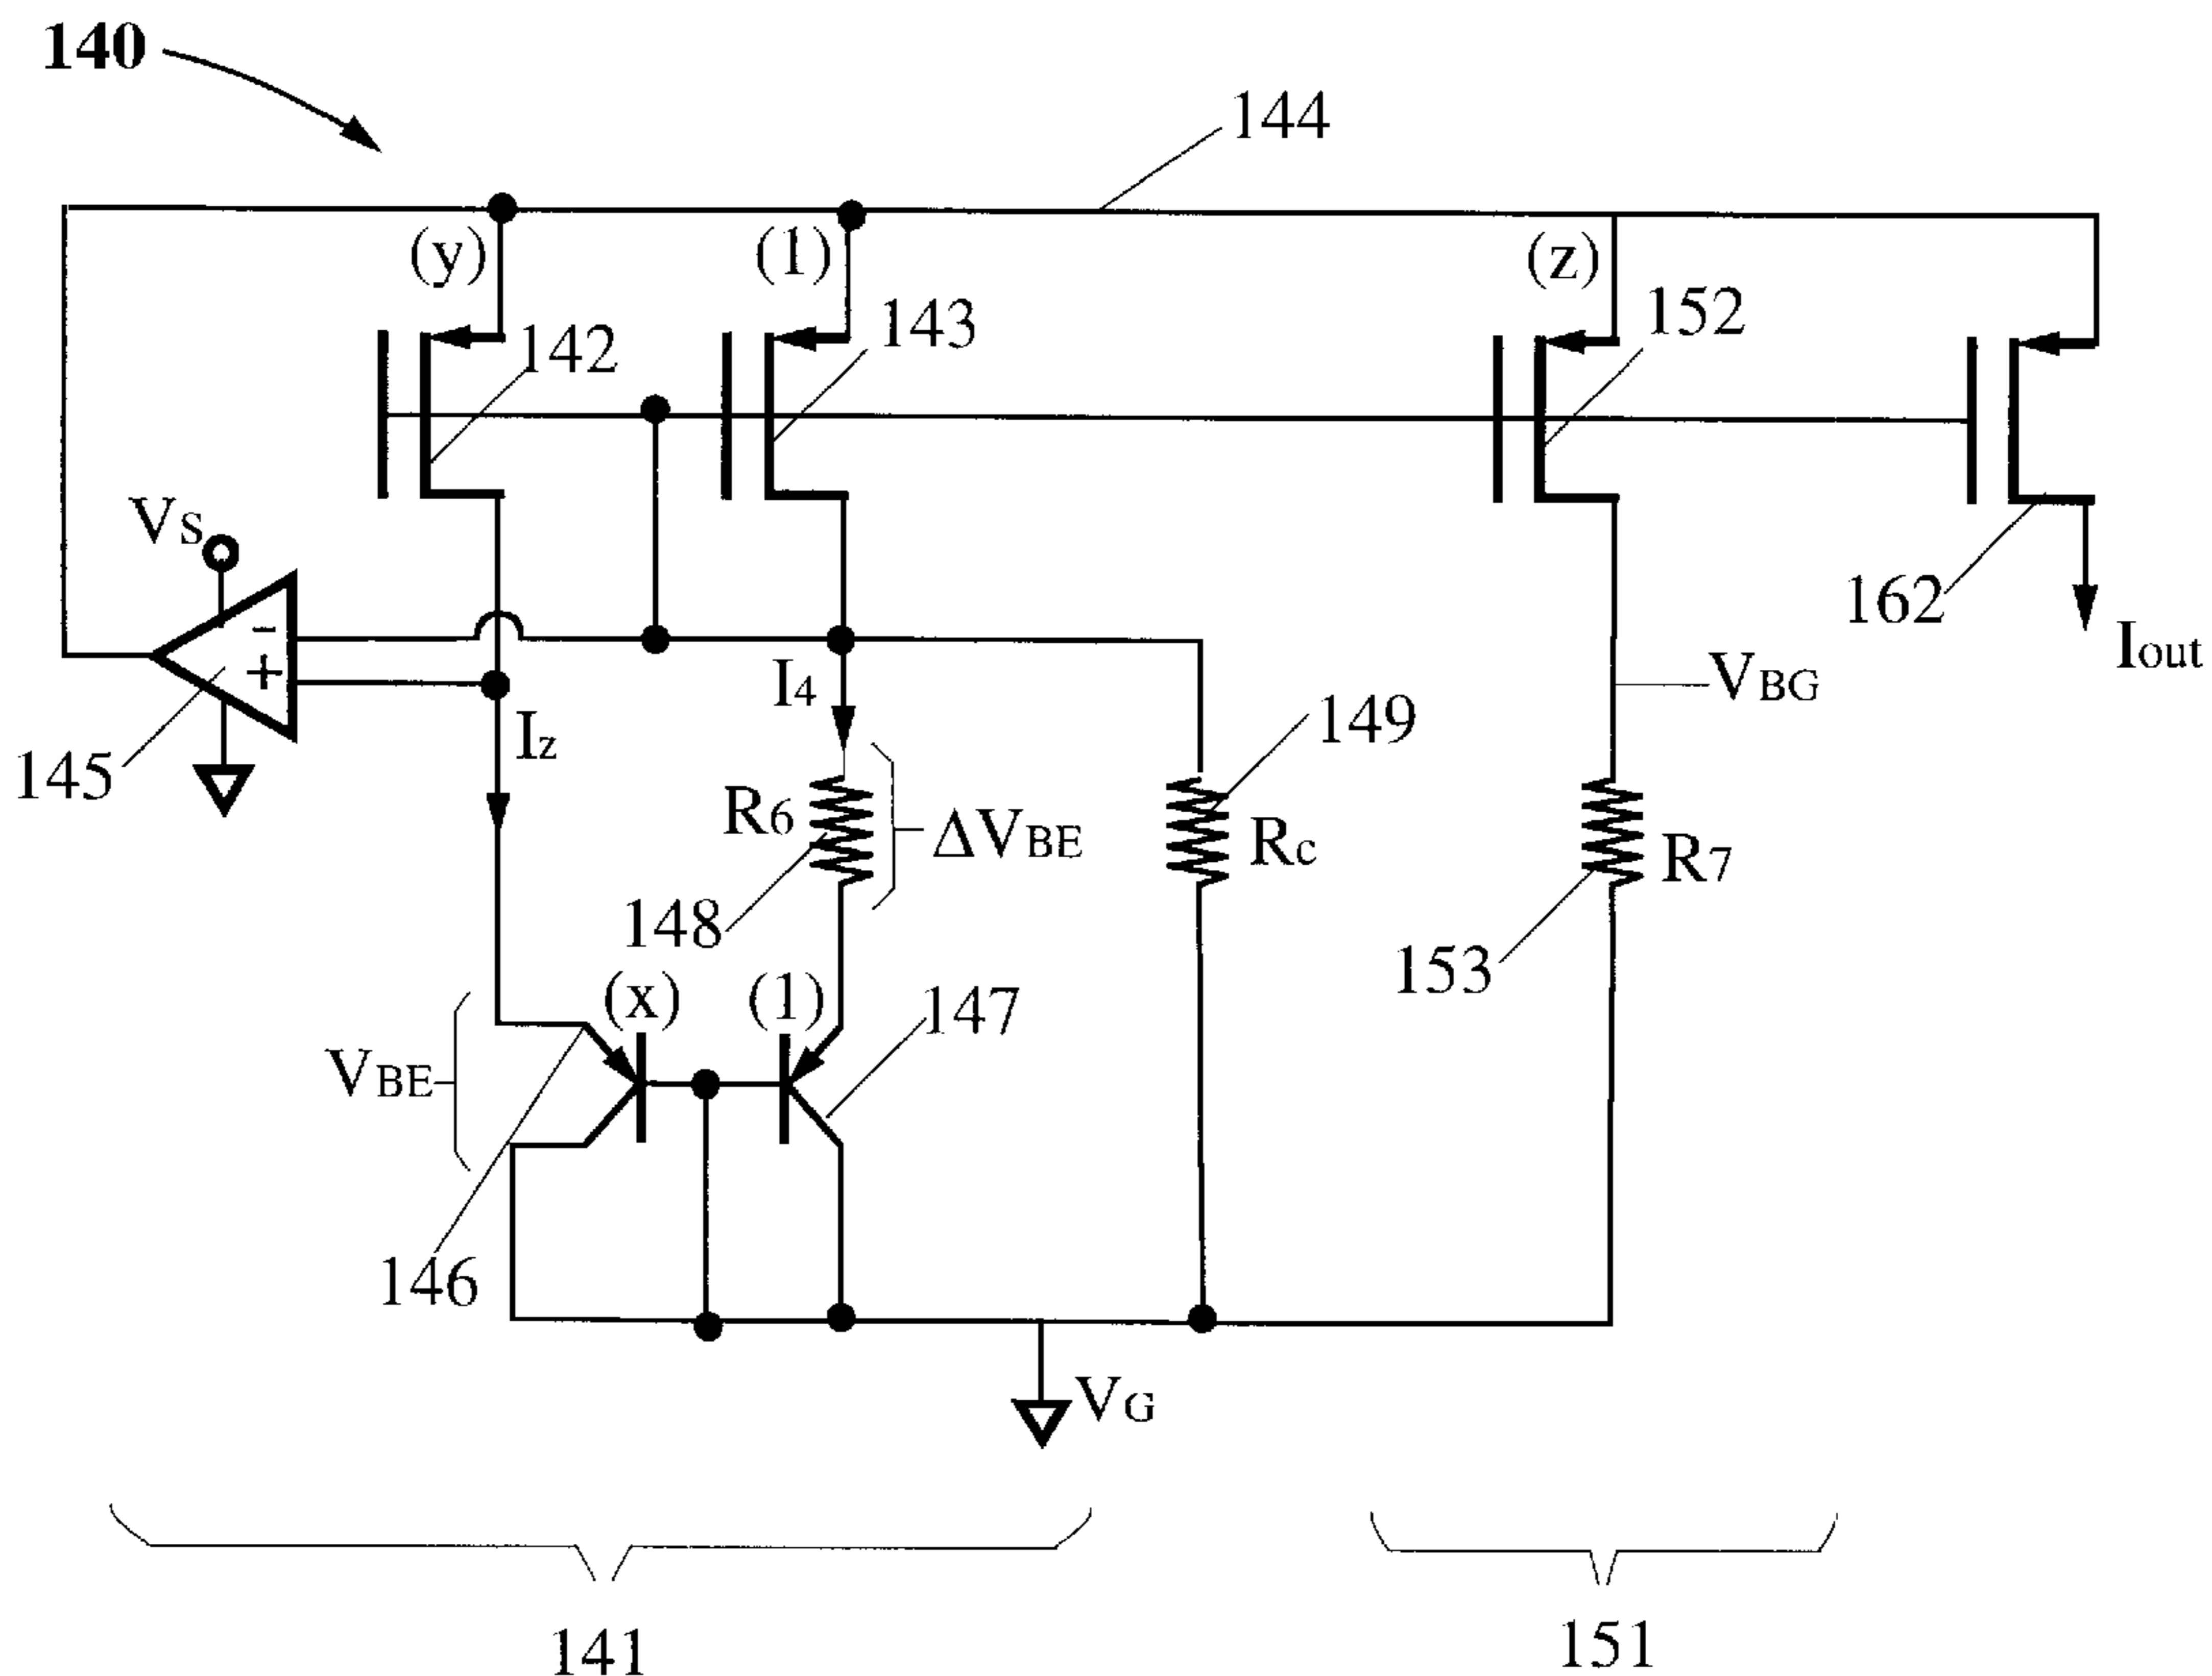 140
144
(y)
(1)
(z)
142
143
152
VS
-
+
145
162
Iout
I4
VBG
Iz
149
R6
ΔVBE
Rc
R7
148
153
(x)
(1)
147
VBE
146
VG
141
151